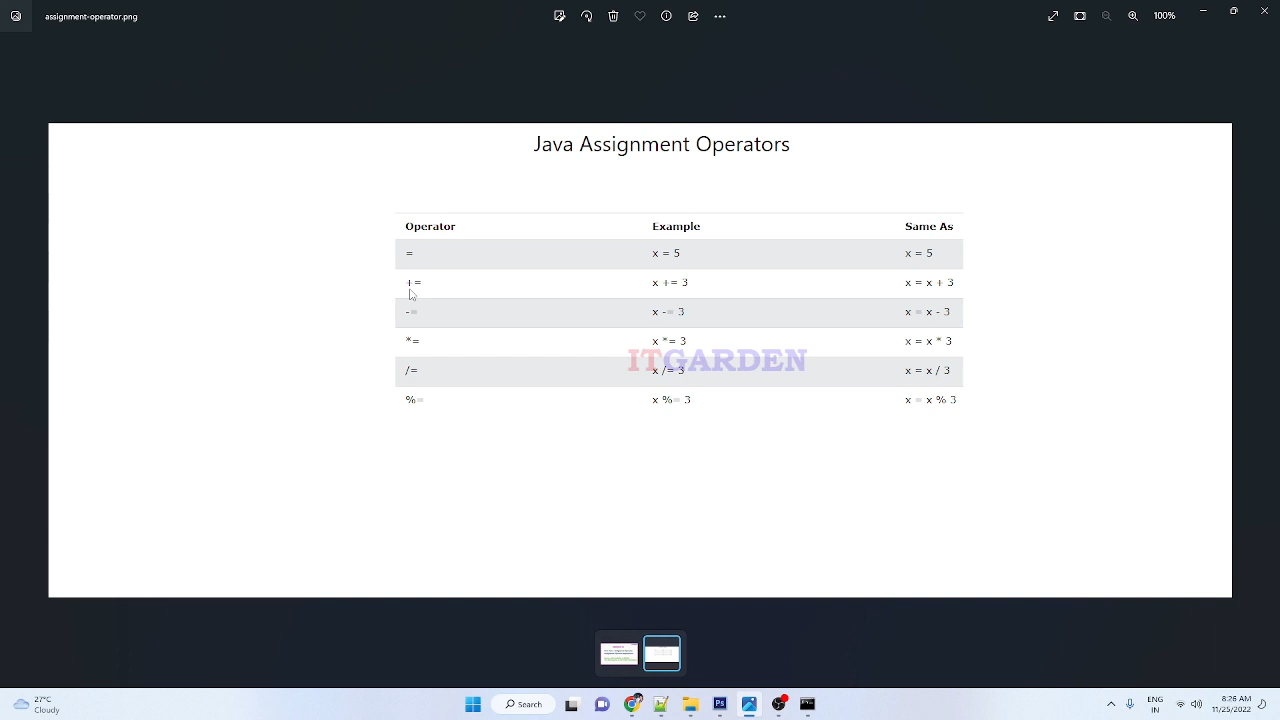 assignment-operator.png
100%
Java Assignment Operators
Operator Example Same As
= x = 5 x = 5
+= x += 3 x = x + 3
-= x -= 3 x = x - 3
*= x *= 3 x = x * 3
ITGARDEN
/= x /= 3 x = x / 3
%= x %= 3 x = x % 3
27°C
Cloudy
Search
ENG
IN
8:26 AM
11/25/2022